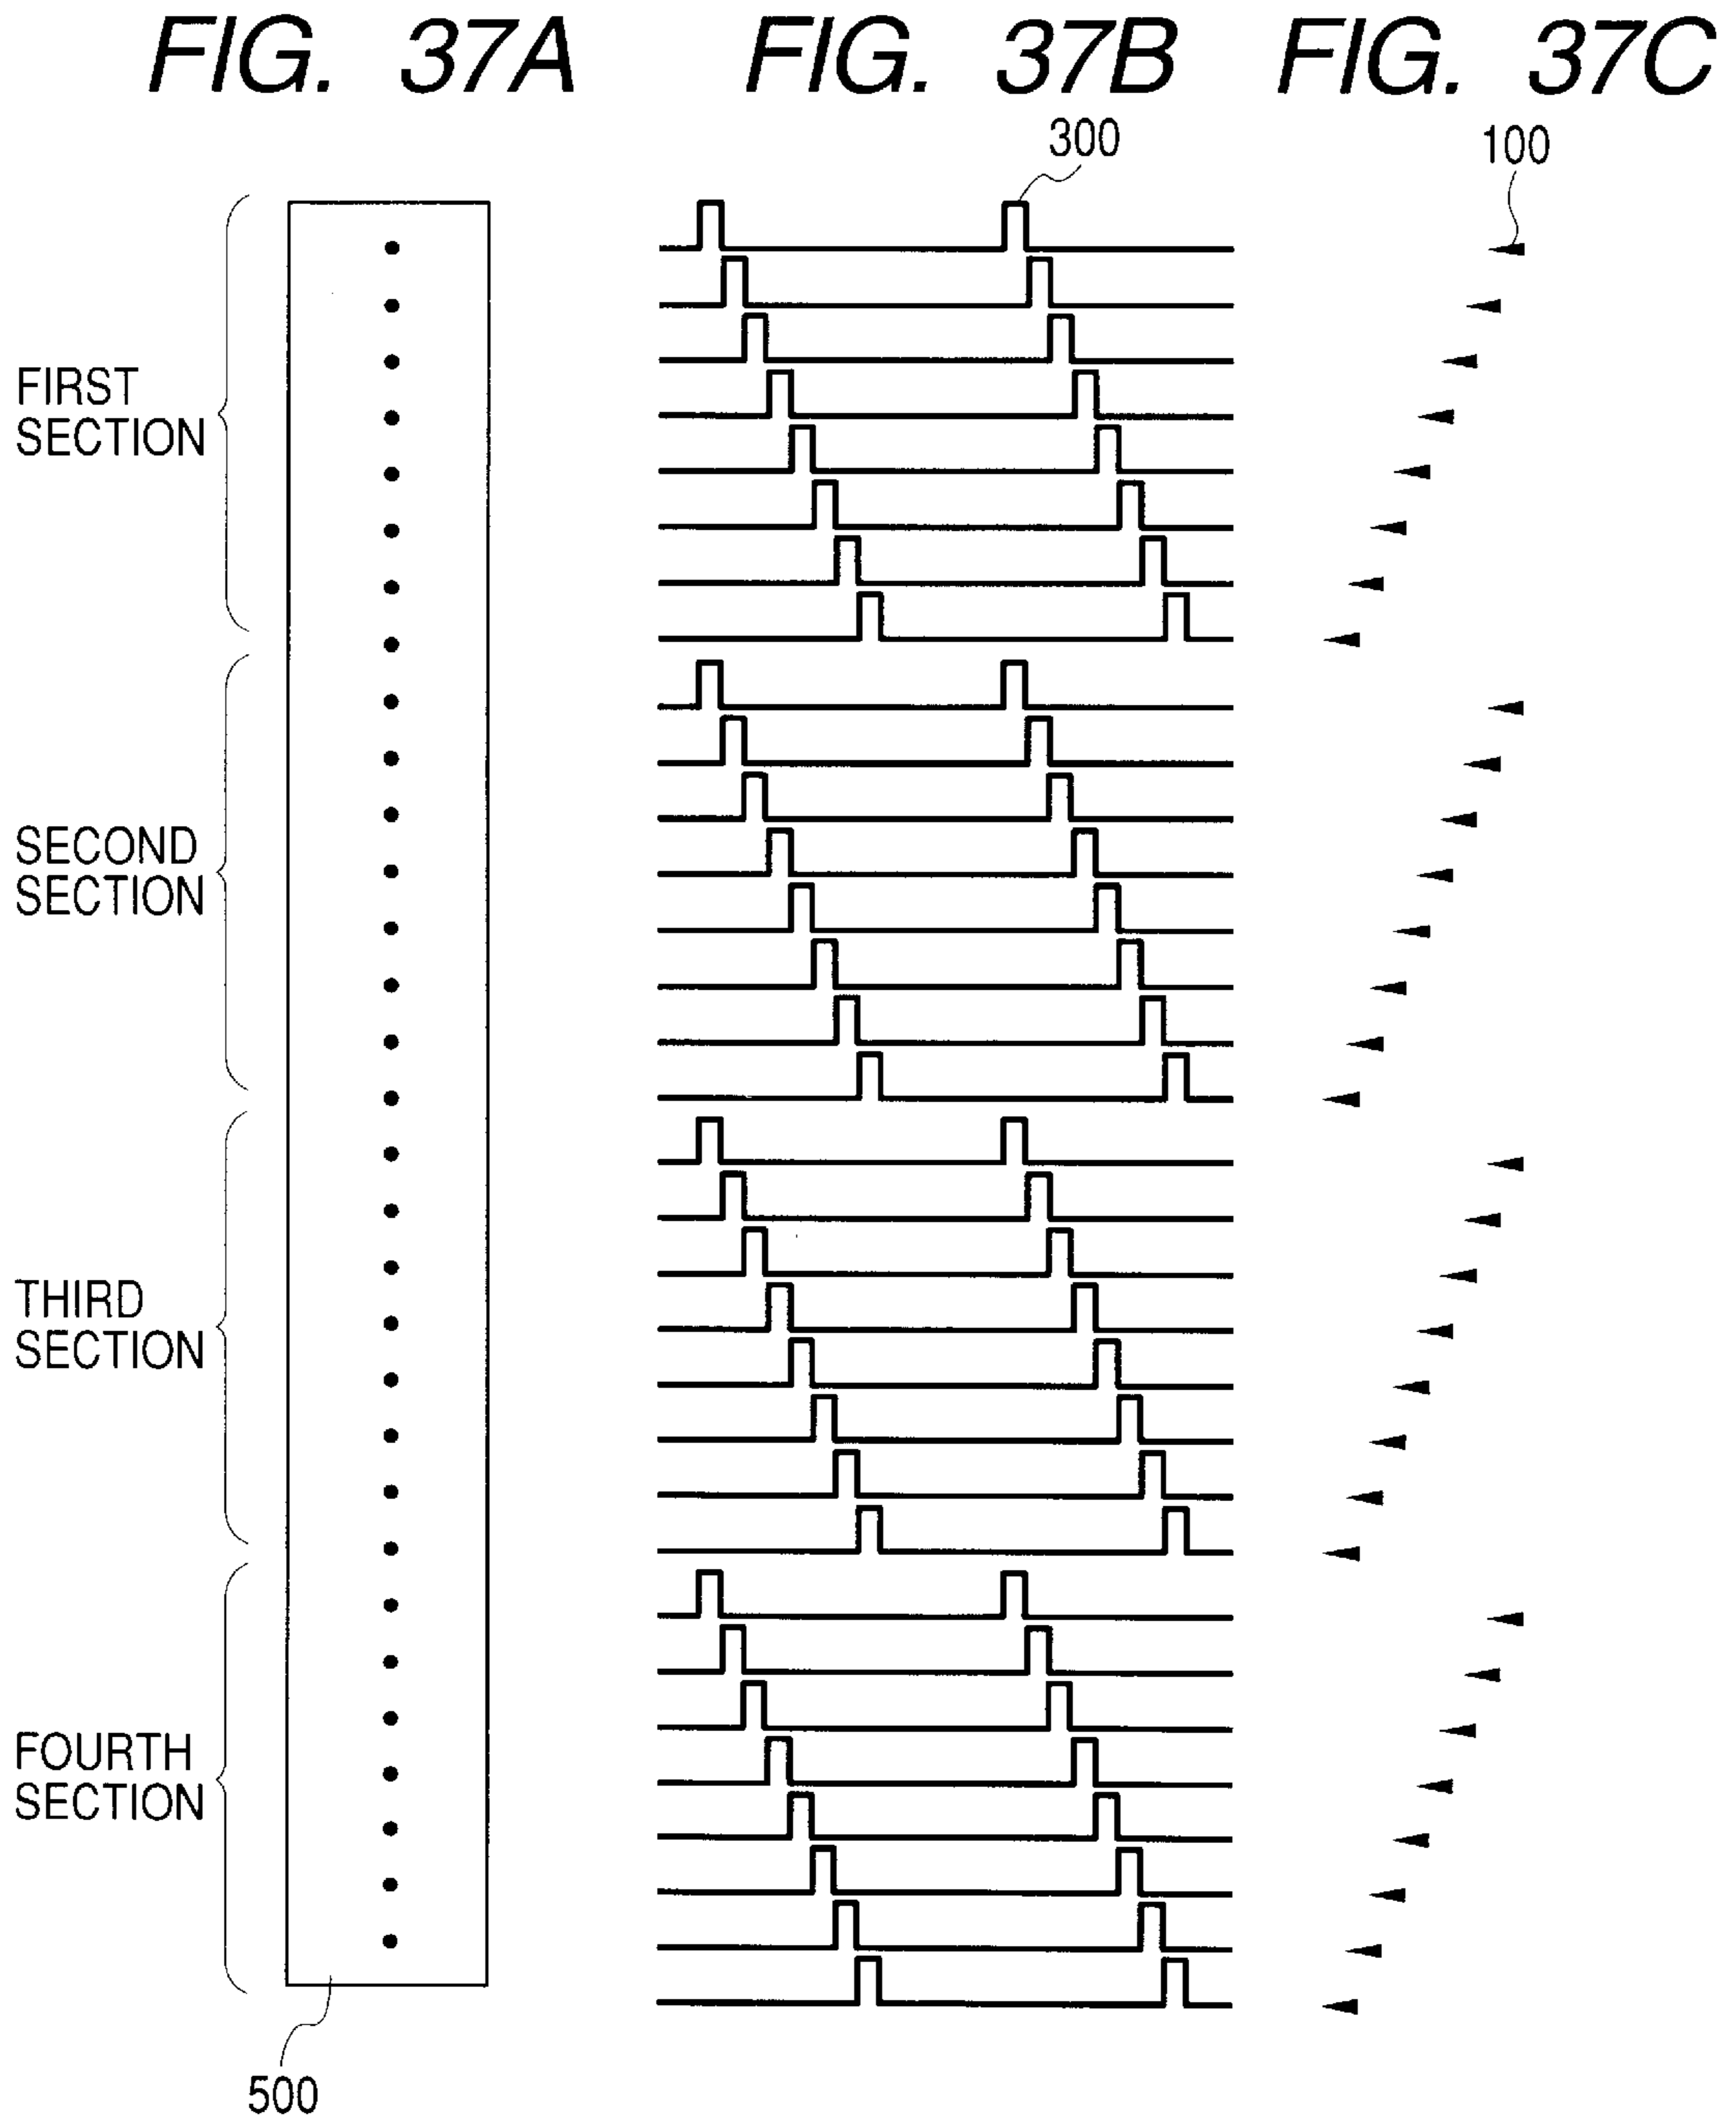 FIG. 37A
FIG. 37B
FIG. 37C
300
100
FIRST
SECTION
SECOND
SECTION
THIRD
SECTION
FOURTH
SECTION
500